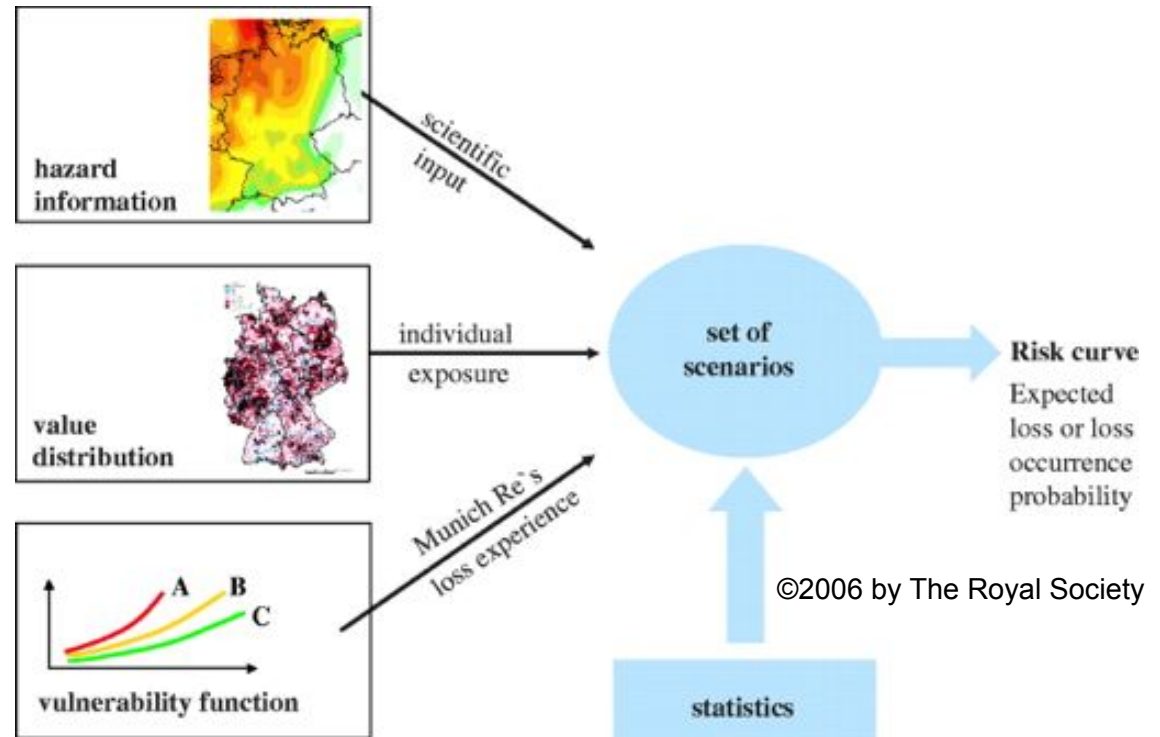 hazard
information
scientific
input
value
distribution
individual
exposure
A
B
C
vulnerability function
Munich Re`s
loss experience
set of
scenarios
statistics
Risk curve
Expected
loss or loss
occurrence
probability
©2006 by The Royal Society